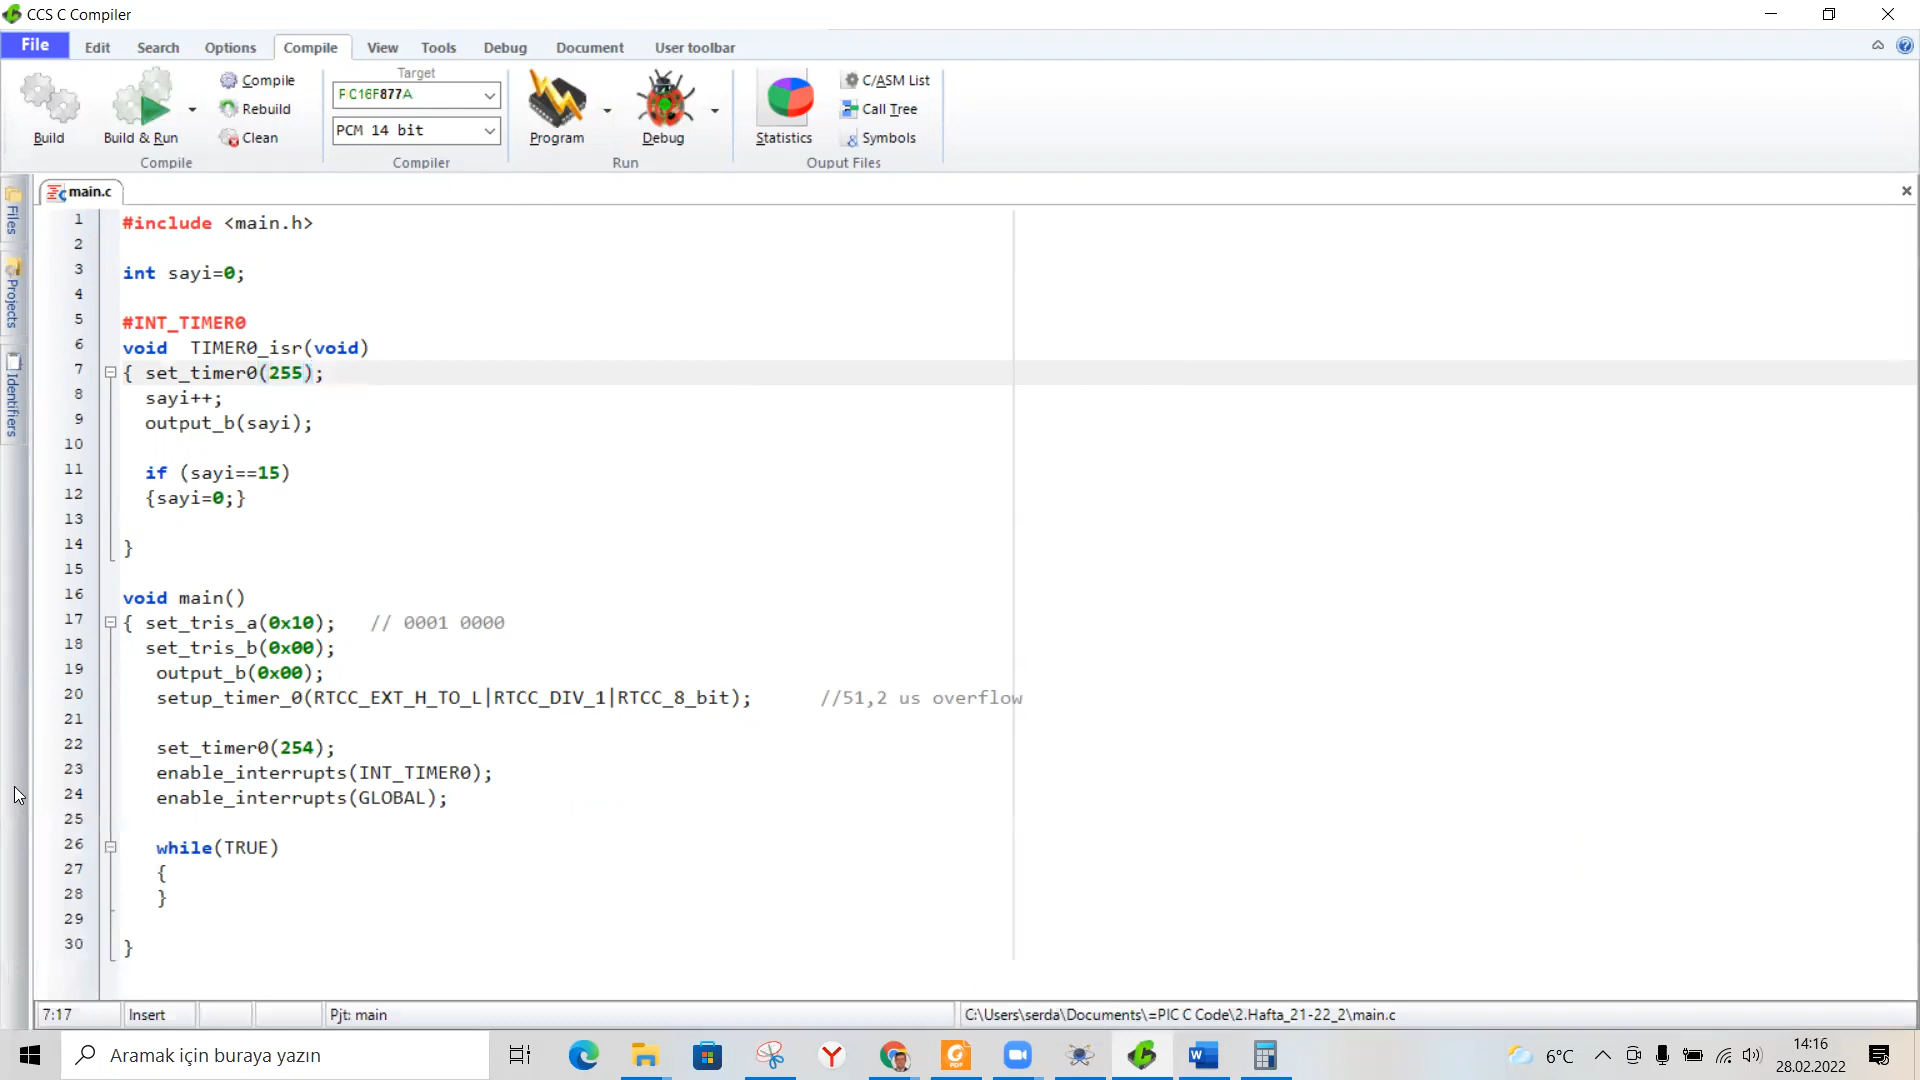 CCS C Compiler
File Edit Search Options Compile View Tools Debug Document User toolbar
Build
Build & Run
Compile
Rebuild
Clean
Compile
Target
PIC16F877A
PCM 14 bit
Compiler
Program
Debug
Run
Statistics
C/ASM List
Call Tree
Symbols
Ouput Files
Files
Projects
Identifiers
main.c
1 #include <main.h>
2
3 int sayi=0;
4
5 #INT_TIMER0
6 void TIMER0_isr(void)
7 { set_timer0(255);
8 sayi++;
9 output_b(sayi);
10
11 if (sayi==15)
12 {sayi=0;}
13
14 }
15
16 void main()
17 { set_tris_a(0x10); // 0001 0000
18 set_tris_b(0x00);
19 output_b(0x00);
20 setup_timer_0(RTCC_EXT_H_TO_L|RTCC_DIV_1|RTCC_8_bit); //51,2 us overflow
21
22 set_timer0(254);
23 enable_interrupts(INT_TIMER0);
24 enable_interrupts(GLOBAL);
25
26 while(TRUE)
27 {
28 }
29
30 }
7:17 Insert Pjt: main C:\Users\serda\Documents\=PIC C Code\2.Hafta_21-22_2\main.c
Aramak için buraya yazın
6°C
14:16
28.02.2022